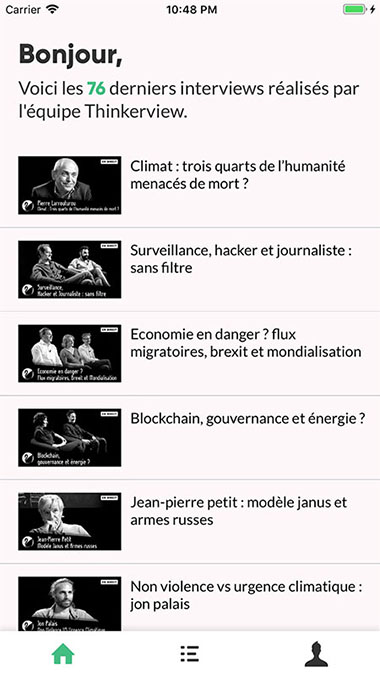 Carrier 10:48 PM
Bonjour,
Voici les 76 derniers interviews réalisés par
l'équipe Thinkerview.
EN DIRECT
Pierre Larrouturou
Climat : trois quarts de l'humanité menacés de mort ?
Climat : trois quarts de l'humanité
menacés de mort ?
EN DIRECT
Surveillance,
Hacker et Journaliste : sans filtre
Surveillance, hacker et journaliste :
sans filtre
EN DIRECT
Economie en danger ?
Flux migratoires, brexit et Mondialisation
Economie en danger ? flux
migratoires, brexit et mondialisation
EN DIRECT
Blockchain,
gouvernance et énergie ?
Blockchain, gouvernance et énergie ?
EN DIRECT
Jean-Pierre Petit
Modèle Janus et Armes russes
Jean-pierre petit : modèle janus et
armes russes
EN DIRECT
Jon Palais
Non Violence VS Urgence Climatique :
Non violence vs urgence climatique :
jon palais